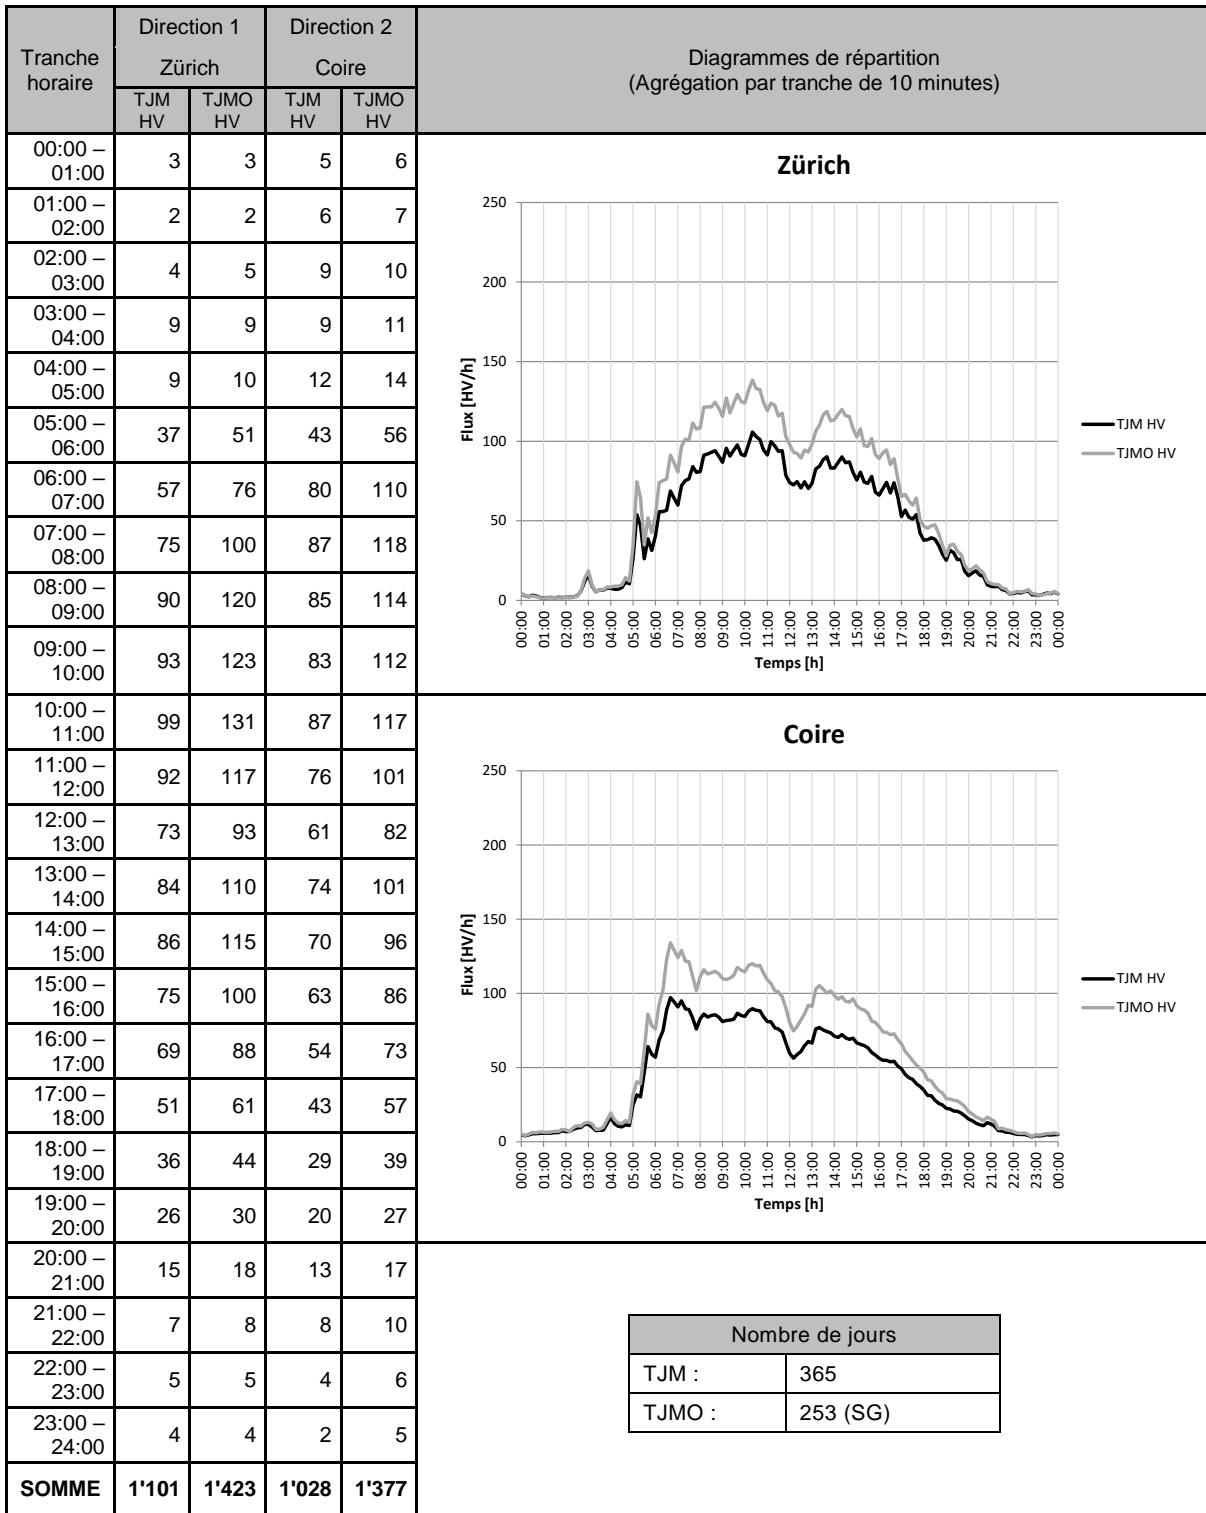 Tranche horaire
Direction 1
Zürich
Direction 2
Coire
Diagrammes de répartition
(Agrégation par tranche de 10 minutes)
TJM HV
TJMO HV
TJM HV
TJMO HV
00:00 – 01:00 3 3 5 6
01:00 – 02:00 2 2 6 7
02:00 – 03:00 4 5 9 10
03:00 – 04:00 9 9 9 11
04:00 – 05:00 9 10 12 14
05:00 – 06:00 37 51 43 56
06:00 – 07:00 57 76 80 110
07:00 – 08:00 75 100 87 118
08:00 – 09:00 90 120 85 114
09:00 – 10:00 93 123 83 112
10:00 – 11:00 99 131 87 117
11:00 – 12:00 92 117 76 101
12:00 – 13:00 73 93 61 82
13:00 – 14:00 84 110 74 101
14:00 – 15:00 86 115 70 96
15:00 – 16:00 75 100 63 86
16:00 – 17:00 69 88 54 73
17:00 – 18:00 51 61 43 57
18:00 – 19:00 36 44 29 39
19:00 – 20:00 26 30 20 27
20:00 – 21:00 15 18 13 17
21:00 – 22:00 7 8 8 10
22:00 – 23:00 5 5 4 6
23:00 – 24:00 4 4 2 5
SOMME 1'101 1'423 1'028 1'377
Zürich
250
200
150
100
50
0
Flux [HV/h]
00:00 01:00 02:00 03:00 04:00 05:00 06:00 07:00 08:00 09:00 10:00 11:00 12:00 13:00 14:00 15:00 16:00 17:00 18:00 19:00 20:00 21:00 22:00 23:00 00:00
Temps [h]
TJM HV
TJMO HV
Coire
250
200
150
100
50
0
Flux [HV/h]
00:00 01:00 02:00 03:00 04:00 05:00 06:00 07:00 08:00 09:00 10:00 11:00 12:00 13:00 14:00 15:00 16:00 17:00 18:00 19:00 20:00 21:00 22:00 23:00 00:00
Temps [h]
TJM HV
TJMO HV
Nombre de jours
TJM : 365
TJMO : 253 (SG)